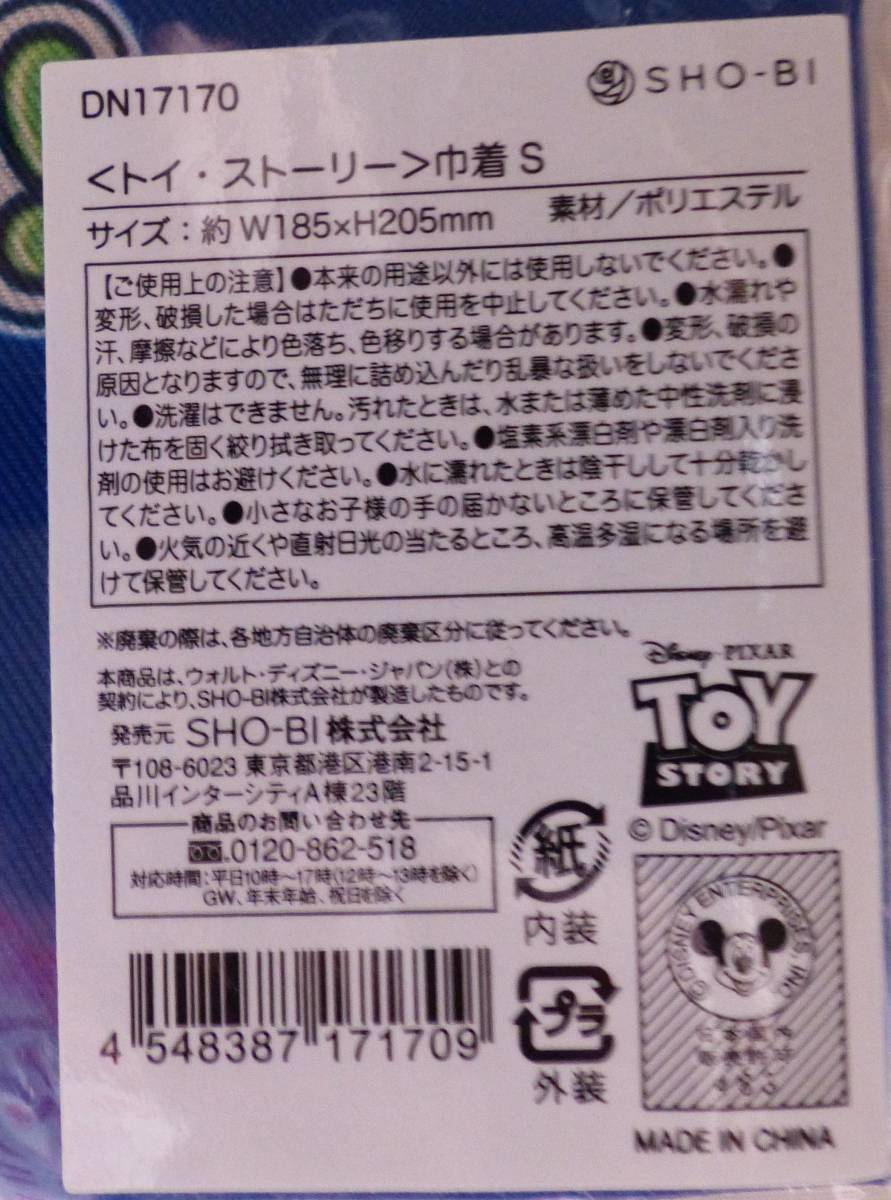 DN17170
SHO-BI
<トイ・ストーリー>巾着 S
サイズ：約 W185×H205mm 素材／ポリエステル
【ご使用上の注意】●本来の用途以外には使用しないでください。●
変形、破損した場合はただちに使用を中止してください。●水濡れや
汗、摩擦などにより色落ち、色移りする場合があります。●変形、破損の
原因となりますので、無理に詰め込んだり乱暴な扱いをしないでくださ
い。●洗濯はできません。汚れたときは、水または薄めた中性洗剤に浸
けた布を固く絞り拭き取ってください。●塩素系漂白剤や漂白剤入り洗
剤の使用はお避けください。●水に濡れたときは陰干しして十分乾かし
てください。●小さなお子様の手の届かないところに保管してくださ
い。●火気の近くや直射日光の当たるところ、高温多湿になる場所を避
けて保管してください。
※廃棄の際は、各地方自治体の廃棄区分に従ってください。
本商品は、ウォルト・ディズニー・ジャパン(株)との
契約により、SHO-BI株式会社が製造したものです。
発売元 SHO-BI株式会社
〒108-6023 東京都港区港南2-15-1
品川インターシティA棟23階
商品のお問い合わせ先
0120-862-518
対応時間：平日10時〜17時(12時〜13時を除く)
GW、年末年始、祝日を除く
4 548387 171709
紙
内装
プラ
外装
Disney・PIXAR
TOY
STORY
© Disney/Pixar
© DISNEY ENTERPRISES, INC.
MADE IN CHINA